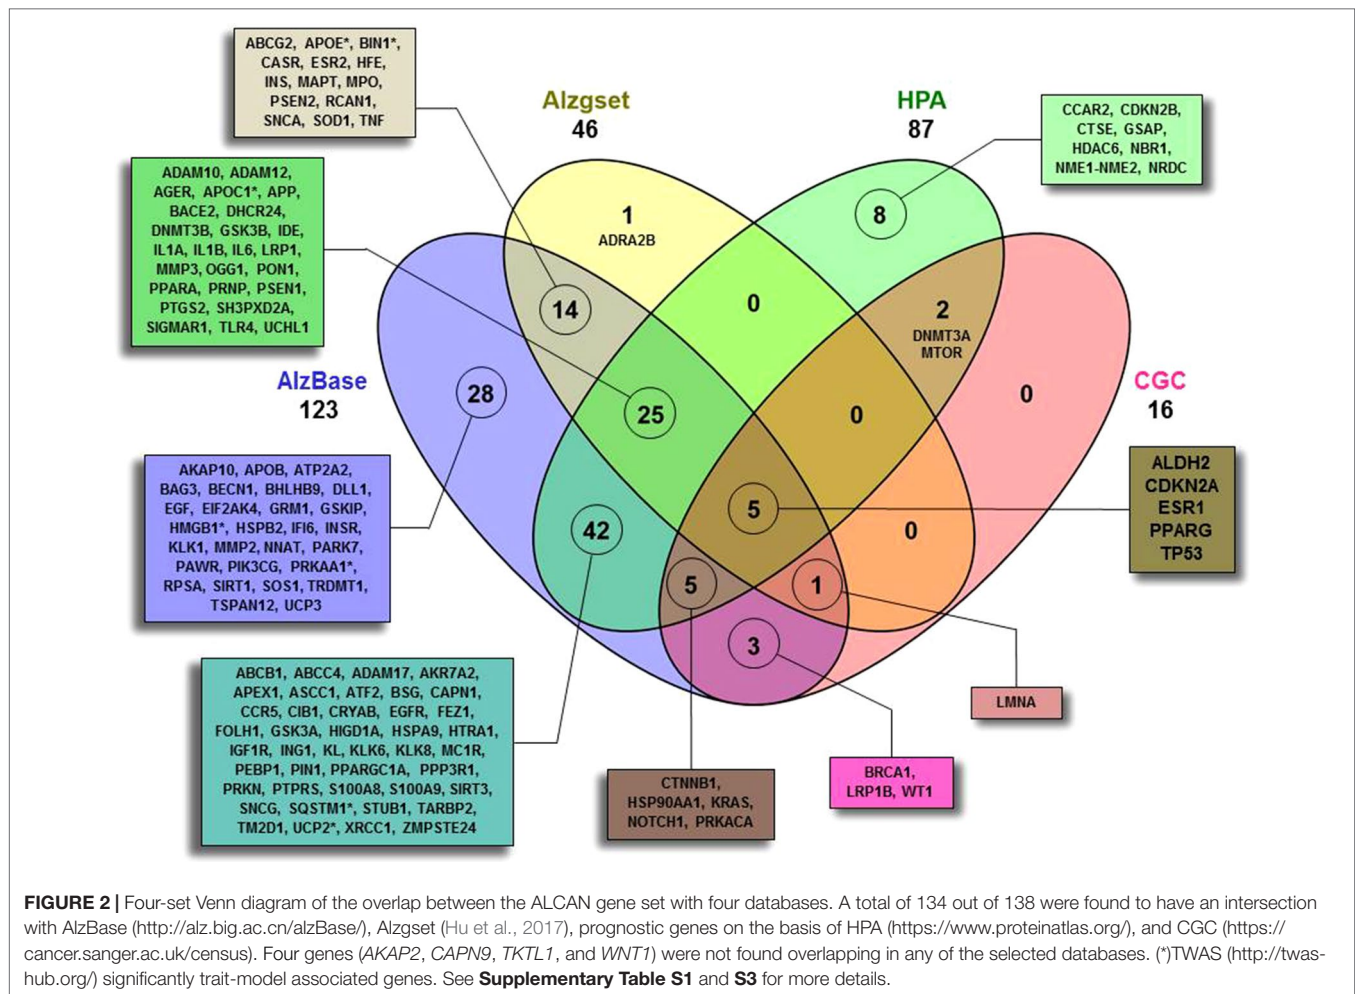 ABCG2, APOE*, BIN1*,
CASR, ESR2, HFE,
INS, MAPT, MPO,
PSEN2, RCAN1,
SNCA, SOD1, TNF
Alzgset
46
HPA
87
CCAR2, CDKN2B,
CTSE, GSAP,
HDAC6, NBR1,
NME1-NME2, NRDC
ADAM10, ADAM12,
AGER, APOC1*, APP,
BACE2, DHCR24,
DNMT3B, GSK3B, IDE,
IL1A, IL1B, IL6, LRP1,
MMP3, OGG1, PON1,
PPARA, PRNP, PSEN1,
PTGS2, SH3PXD2A,
SIGMAR1, TLR4, UCHL1
1
ADRA2B
8
14
0
2
DNMT3A
MTOR
AlzBase
123
28
25
0
0
CGC
16
AKAP10, APOB, ATP2A2,
BAG3, BECN1, BHLHB9, DLL1,
EGF, EIF2AK4, GRM1, GSKIP,
HMGB1*, HSPB2, IFI6, INSR,
KLK1, MMP2, NNAT, PARK7,
PAWR, PIK3CG, PRKAA1*,
RPSA, SIRT1, SOS1, TRDMT1,
TSPAN12, UCP3
42
5
0
ALDH2
CDKN2A
ESR1
PPARG
TP53
5
1
3
ABCB1, ABCC4, ADAM17, AKR7A2,
APEX1, ASCC1, ATF2, BSG, CAPN1,
CCR5, CIB1, CRYAB, EGFR, FEZ1,
FOLH1, GSK3A, HIGD1A, HSPA9, HTRA1,
IGF1R, ING1, KL, KLK6, KLK8, MC1R,
PEBP1, PIN1, PPARGC1A, PPP3R1,
PRKN, PTPRS, S100A8, S100A9, SIRT3,
SNCG, SQSTM1*, STUB1, TARBP2,
TM2D1, UCP2*, XRCC1, ZMPSTE24
CTNNB1,
HSP90AA1, KRAS,
NOTCH1, PRKACA
BRCA1,
LRP1B, WT1
LMNA
FIGURE 2 | Four-set Venn diagram of the overlap between the ALCAN gene set with four databases. A total of 134 out of 138 were found to have an intersection
with AlzBase (http://alz.big.ac.cn/alzBase/), Alzgset (Hu et al., 2017), prognostic genes on the basis of HPA (https://www.proteinatlas.org/), and CGC (https://
cancer.sanger.ac.uk/census). Four genes (AKAP2, CAPN9, TKTL1, and WNT1) were not found overlapping in any of the selected databases. (*)TWAS (http://twas-
hub.org/) significantly trait-model associated genes. See Supplementary Table S1 and S3 for more details.